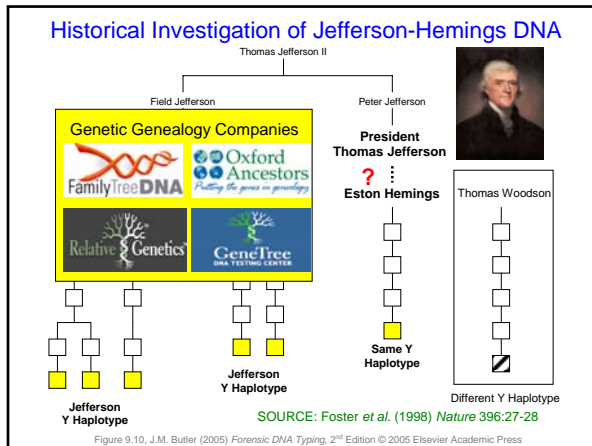 Historical Investigation of Jefferson-Hemings DNA
Thomas Jefferson II
Field Jefferson
Peter Jefferson
Genetic Genealogy Companies
FamilyTreeDNA
Oxford
Ancestors
Putting the genes in genealogy
Relative Genetics
GeneTree
DNA TESTING CENTER
President
Thomas Jefferson
?
Eston Hemings
Thomas Woodson
Jefferson
Y Haplotype
Jefferson
Y Haplotype
Same Y
Haplotype
Different Y Haplotype
SOURCE: Foster et al. (1998) Nature 396:27-28
Figure 9.10, J.M. Butler (2005) Forensic DNA Typing, 2nd Edition © 2005 Elsevier Academic Press